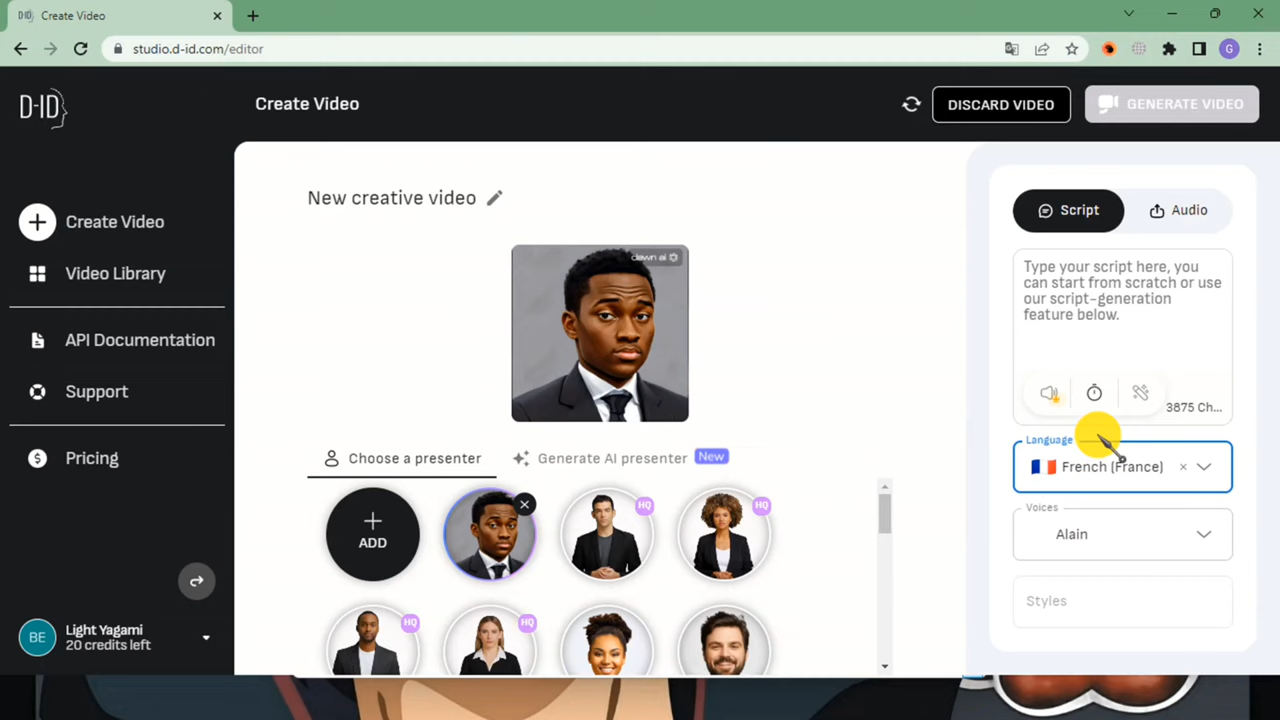 D-ID Create Video
studio.d-id.com/editor
G
D-ID
Create Video
DISCARD VIDEO
GENERATE VIDEO
Create Video
Video Library
API Documentation
Support
Pricing
BE
Light Yagami
20 credits left
New creative video
dawn ai
Choose a presenter
Generate AI presenter New
ADD
HQ
HQ
HQ
HQ
Script
Audio
Type your script here, you
can start from scratch or use
our script-generation
feature below.
3875 Ch...
Language
French (France)
Voices
Alain
Styles